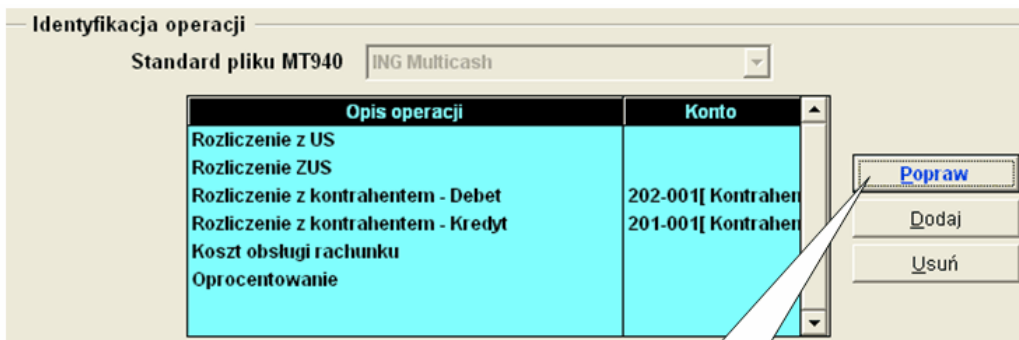 Identyfikacja operacji
Standard pliku MT940 ING Multicash
Opis operacji Konto
Rozliczenie z US
Rozliczenie ZUS
Rozliczenie z kontrahentem - Debet 202-001[ Kontrahen
Rozliczenie z kontrahentem - Kredyt 201-001[ Kontrahen
Koszt obsługi rachunku
Oprocentowanie
Popraw
Dodaj
Usuń